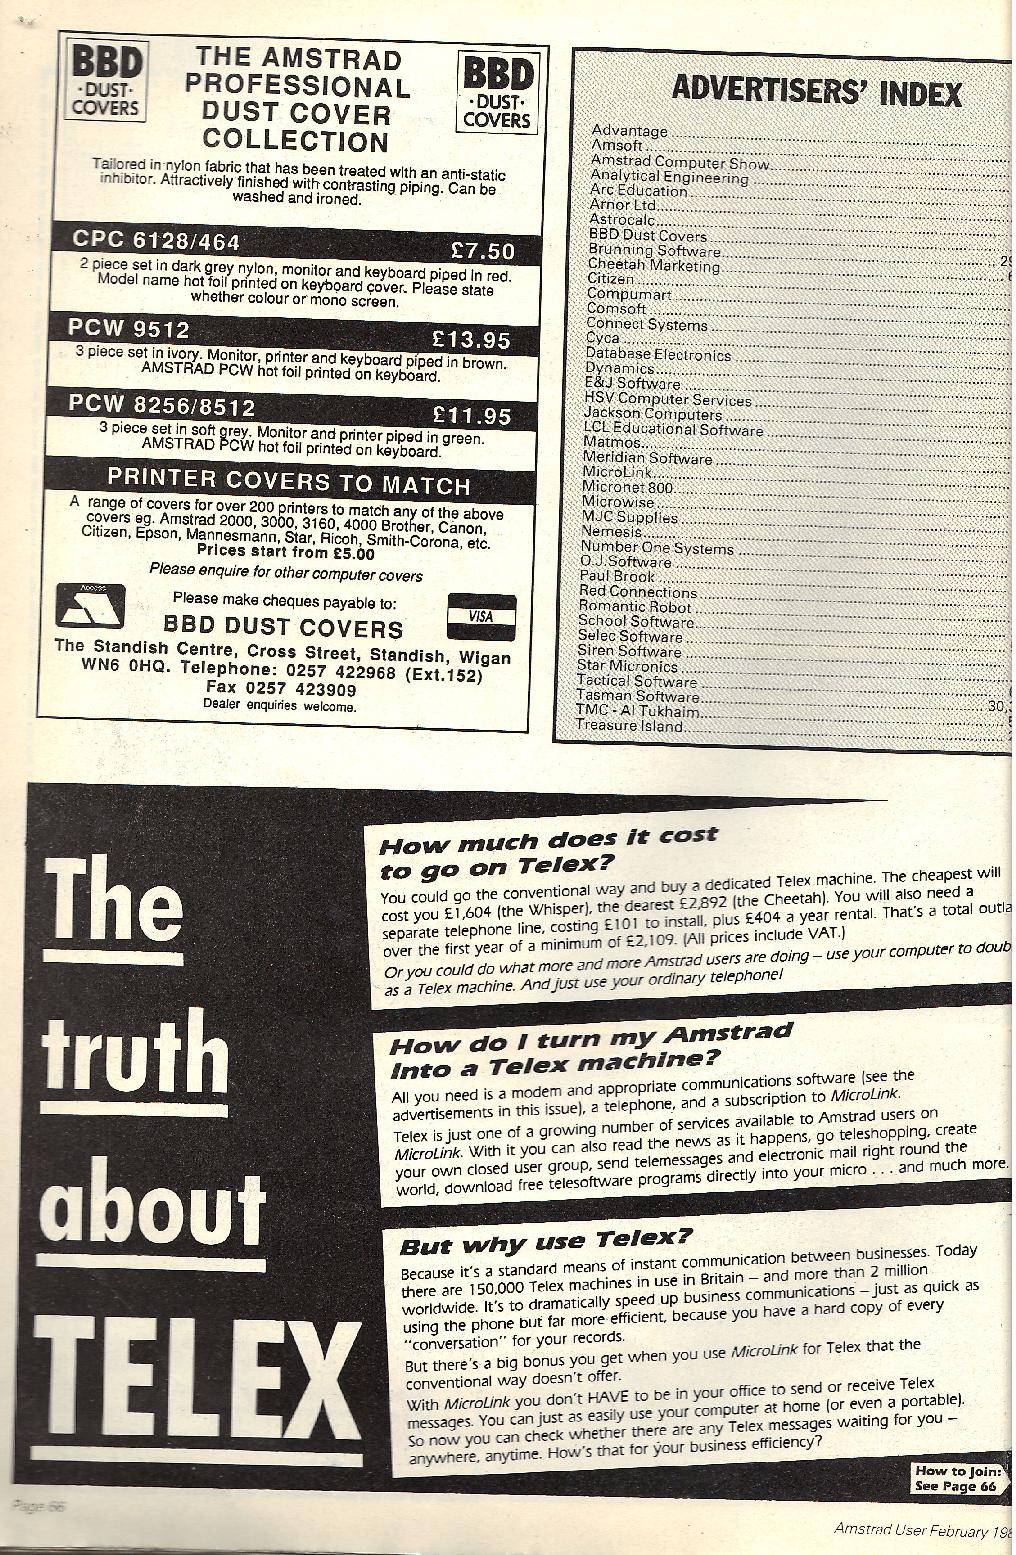 BBD
·DUST·
COVERS
THE AMSTRAD
PROFESSIONAL
DUST COVER
COLLECTION
BBD
·DUST·
COVERS
Tailored in nylon fabric that has been treated with an anti-static
inhibitor. Attractively finished with contrasting piping. Can be
washed and ironed.
CPC 6128/464 £7.50
2 piece set in dark grey nylon, monitor and keyboard piped in red.
Model name hot foil printed on keyboard cover. Please state
whether colour or mono screen.
PCW 9512 £13.95
3 piece set in ivory. Monitor, printer and keyboard piped in brown.
AMSTRAD PCW hot foil printed on keyboard.
PCW 8256/8512 £11.95
3 piece set in soft grey. Monitor and printer piped in green.
AMSTRAD PCW hot foil printed on keyboard.
PRINTER COVERS TO MATCH
A range of covers for over 200 printers to match any of the above
covers eg. Amstrad 2000, 3000, 3160, 4000 Brother, Canon,
Citizen, Epson, Mannesmann, Star, Ricoh, Smith-Corona, etc.
Prices start from £5.00
Please enquire for other computer covers
Access
Please make cheques payable to:
VISA
BBD DUST COVERS
The Standish Centre, Cross Street, Standish, Wigan
WN6 0HQ. Telephone: 0257 422968 (Ext.152)
Fax 0257 423909
Dealer enquiries welcome.
ADVERTISERS' INDEX
Advantage
Amsoft
Amstrad Computer Show
Analytical Engineering
Arc Education
Arnor Ltd
Astrocalc
BBD Dust Covers
Brunning Software
Cheetah Marketing
Citizen
Compumart
Comsoft
Connect Systems
Cyca
Database Electronics
Dynamics
E&J Software
HSV Computer Services
Jackson Computers
LCL Educational Software
Matmos
Meridian Software
MicroLink
Micronet 800
Microwise
MJC Supplies
Nemesis
Number One Systems
O.J.Software
Paul Brook
Red Connections
Romantic Robot
School Software
Selec Software
Siren Software
Star Micronics
Tactical Software
Tasman Software
TMC - Al Tukhaim 30,
Treasure Island
The
truth
about
TELEX
How much does it cost
to go on Telex?
You could go the conventional way and buy a dedicated Telex machine. The cheapest will
cost you £1,604 (the Whisper), the dearest £2,892 (the Cheetah). You will also need a
separate telephone line, costing £101 to install, plus £404 a year rental. That's a total outla
over the first year of a minimum of £2,109. (All prices include VAT.)
Or you could do what more and more Amstrad users are doing – use your computer to doub
as a Telex machine. And just use your ordinary telephone!
How do I turn my Amstrad
into a Telex machine?
All you need is a modem and appropriate communications software (see the
advertisements in this issue), a telephone, and a subscription to MicroLink.
Telex is just one of a growing number of services available to Amstrad users on
MicroLink. With it you can also read the news as it happens, go teleshopping, create
your own closed user group, send telemessages and electronic mail right round the
world, download free telesoftware programs directly into your micro . . . and much more.
But why use Telex?
Because it's a standard means of instant communication between businesses. Today
there are 150,000 Telex machines in use in Britain – and more than 2 million
worldwide. It's to dramatically speed up business communications – just as quick as
using the phone but far more efficient, because you have a hard copy of every
"conversation" for your records.
But there's a big bonus you get when you use MicroLink for Telex that the
conventional way doesn't offer.
With MicroLink you don't HAVE to be in your office to send or receive Telex
messages. You can just as easily use your computer at home (or even a portable).
So now you can check whether there are any Telex messages waiting for you –
anywhere, anytime. How's that for your business efficiency?
How to Join:
See Page 66
Page 66
Amstrad User February 198